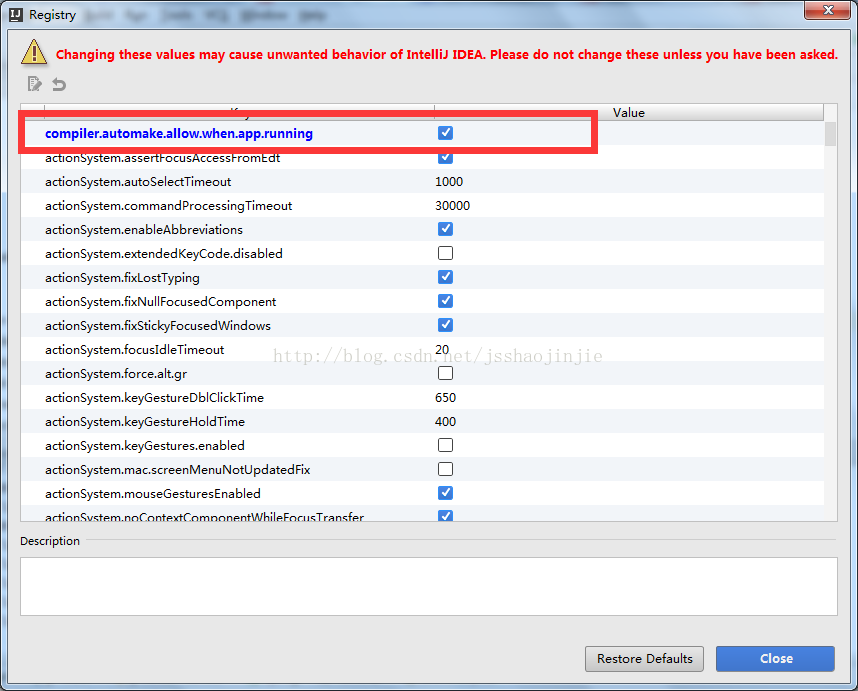 Registry
Changing these values may cause unwanted behavior of IntelliJ IDEA. Please do not change these unless you have been asked.
Value
compiler.automake.allow.when.app.running
actionSystem.assertFocusAccessFromEdt
actionSystem.autoSelectTimeout 1000
actionSystem.commandProcessingTimeout 30000
actionSystem.enableAbbreviations
actionSystem.extendedKeyCode.disabled
actionSystem.fixLostTyping
actionSystem.fixNullFocusedComponent
actionSystem.fixStickyFocusedWindows
actionSystem.focusIdleTimeout 20
http://blog.csdn.net/jsshaojinjie
actionSystem.force.alt.gr
actionSystem.keyGestureDblClickTime 650
actionSystem.keyGestureHoldTime 400
actionSystem.keyGestures.enabled
actionSystem.mac.screenMenuNotUpdatedFix
actionSystem.mouseGesturesEnabled
actionSystem.noContextComponentWhileFocusTransfer
Description
Restore Defaults Close